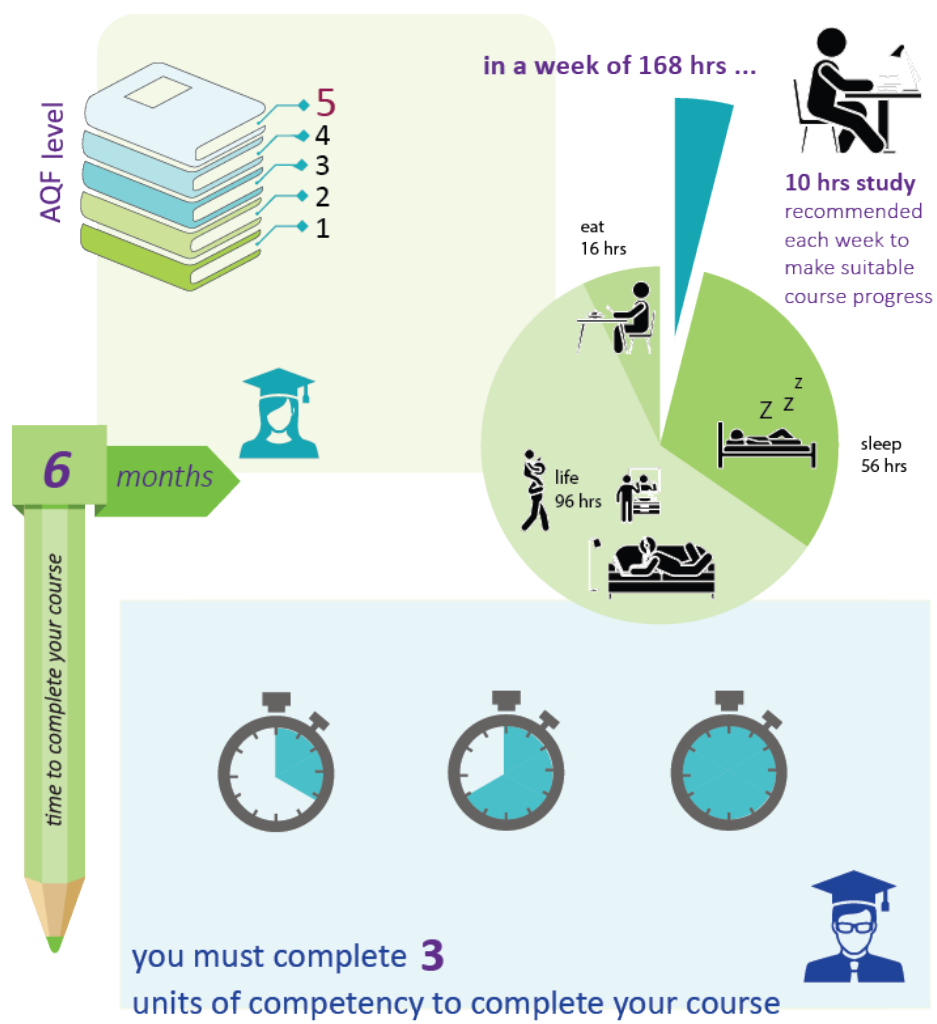 AQF level
5
4
3
2
1
in a week of 168 hrs ...
10 hrs study
recommended
each week to
make suitable
course progress
eat
16 hrs
z
z
Z
sleep
56 hrs
life
96 hrs
6
months
time to complete your course
you must complete 3
units of competency to complete your course